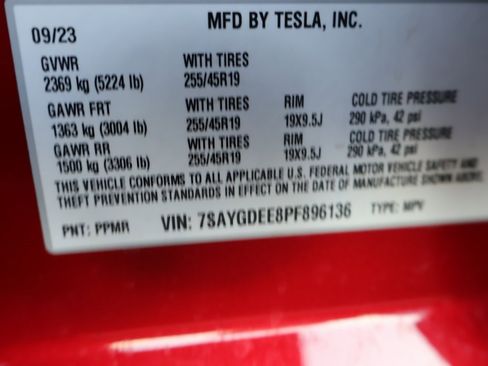 09/23 MFD BY TESLA, INC.
GVWR WITH TIRES
2369 kg (5224 lb) 255/45R19
GAWR FRT WITH TIRES RIM COLD TIRE PRESSURE
1363 kg (3004 lb) 255/45R19 19X9.5J 290 kPa, 42 psi
GAWR RR WITH TIRES RIM COLD TIRE PRESSURE
1500 kg (3306 lb) 255/45R19 19X9.5J 290 kPa, 42 psi
THIS VEHICLE CONFORMS TO ALL APPLICABLE U.S. FEDERAL MOTOR VEHICLE SAFETY AND
THEFT PREVENTION STANDARDS IN EFFECT ON THE DATE OF MANUFACTURE SHOWN ABOVE.
PNT: PPMR VIN: 7SAYGDEE8PF896136 TYPE: MPV